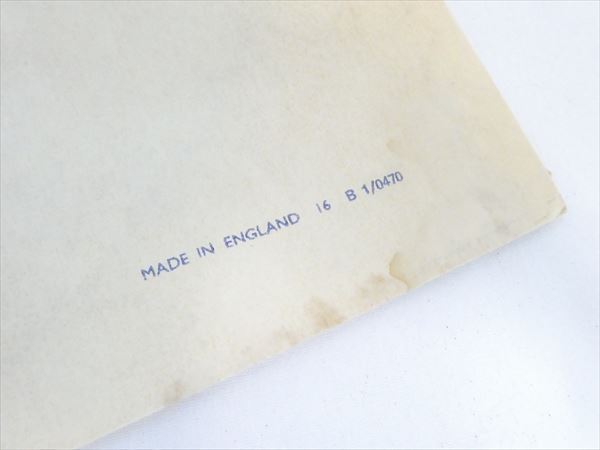 MADE IN ENGLAND 16 B 1/0470